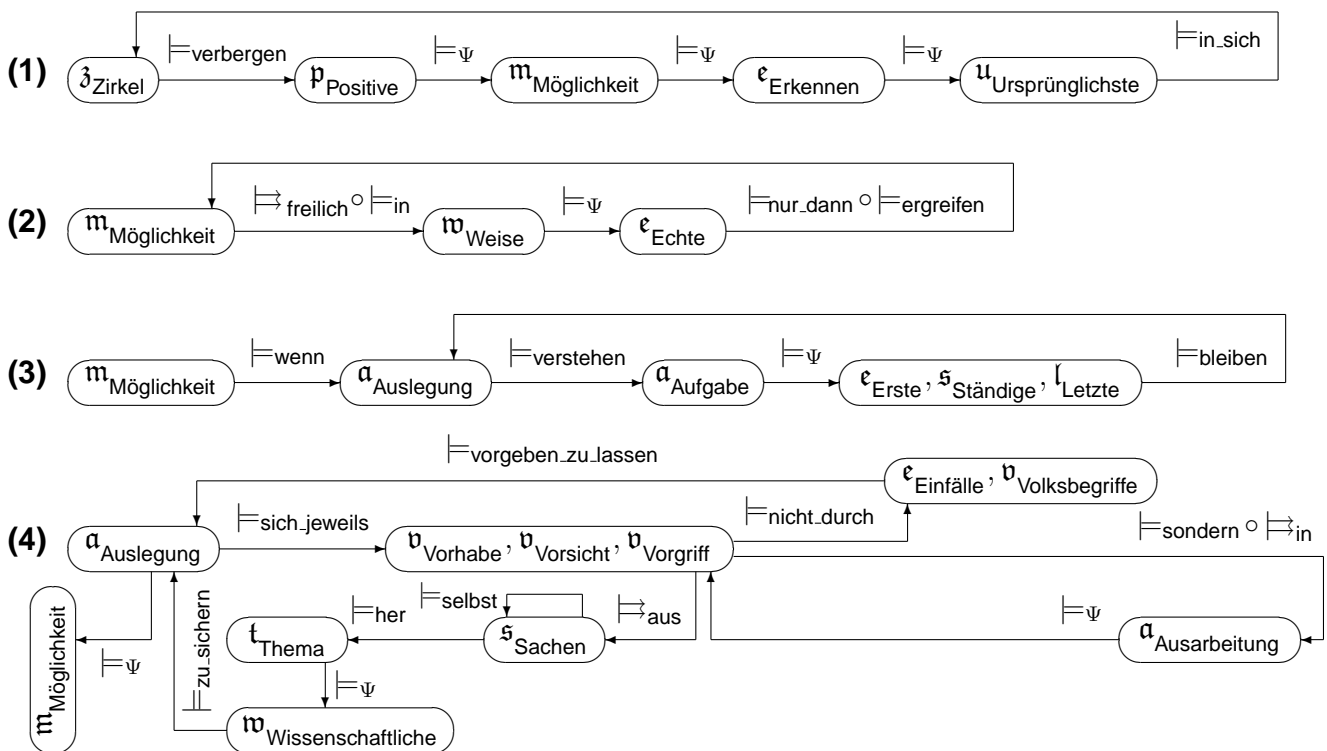 ⊨in_sich
⊨verbergen ⊨Ψ ⊨Ψ ⊨Ψ
(1) 𝔷Zirkel 𝔭Positive 𝔪Möglichkeit 𝔢Erkennen 𝔲Ursprünglichste
⊨freilich ∘ ⊨in ⊨Ψ ⊨nur_dann ∘ ⊨ergreifen
(2) 𝔪Möglichkeit 𝔴Weise 𝔢Echte
⊨wenn ⊨verstehen ⊨Ψ ⊨bleiben
(3) 𝔪Möglichkeit 𝔞Auslegung 𝔞Aufgabe 𝔢Erste, 𝔰Ständige, 𝔩Letzte
⊨vorgeben_zu_lassen
𝔢Einfälle, 𝔳Volksbegriffe
⊨sich_jeweils ⊨nicht_durch ⊨sondern ∘ ⊨in
(4) 𝔞Auslegung 𝔳Vorhabe, 𝔳Vorsicht, 𝔳Vorgriff
⊨her ⊨selbst ⊨aus ⊨Ψ
𝔪Möglichkeit ⊨zu_sichern 𝔱Thema 𝔰Sachen 𝔞Ausarbeitung
⊨Ψ ⊨Ψ
𝔴Wissenschaftliche